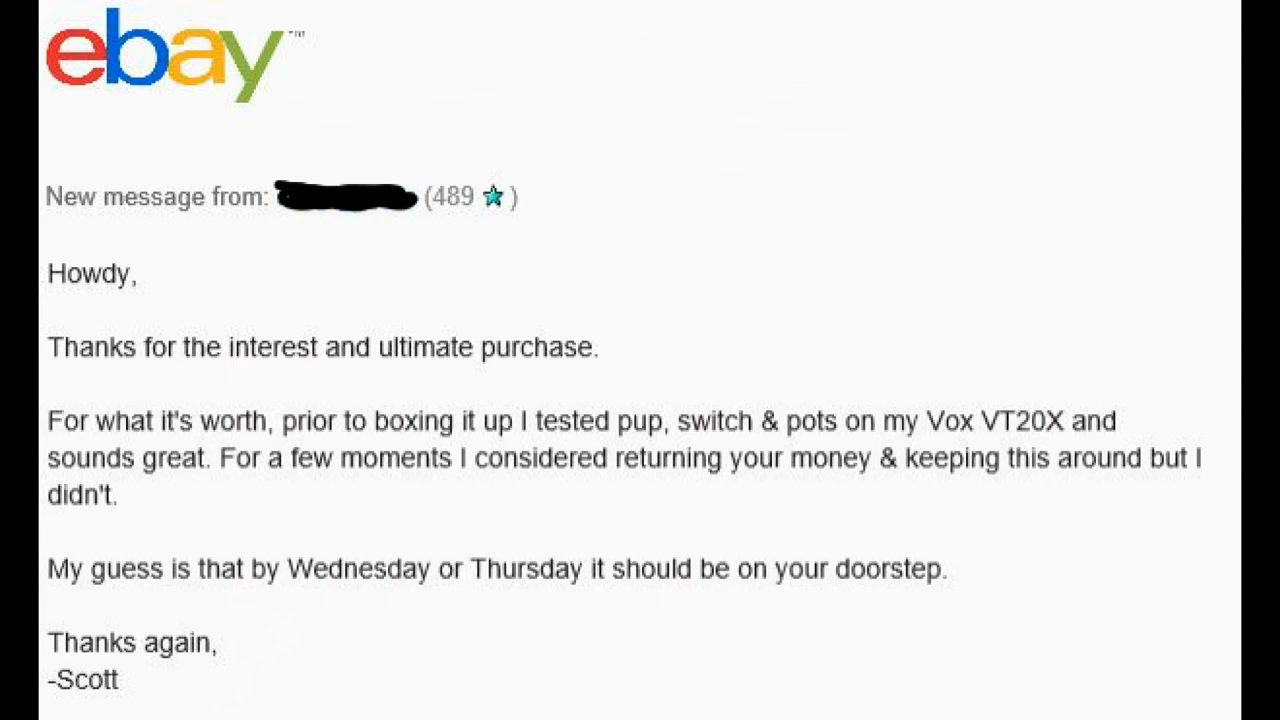 ebay™
New message from: (489 ★)
Howdy,
Thanks for the interest and ultimate purchase.
For what it's worth, prior to boxing it up I tested pup, switch & pots on my Vox VT20X and
sounds great. For a few moments I considered returning your money & keeping this around but I
didn't.
My guess is that by Wednesday or Thursday it should be on your doorstep.
Thanks again,
-Scott